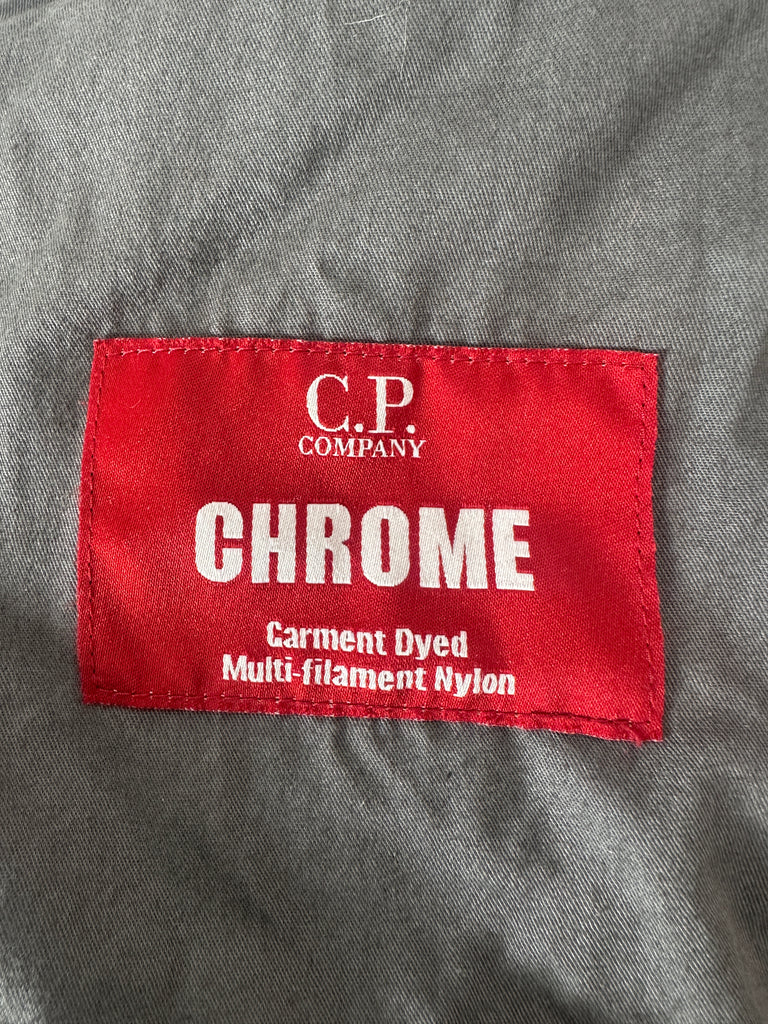 C.P.
COMPANY
CHROME
Garment Dyed
Multi-filament Nylon